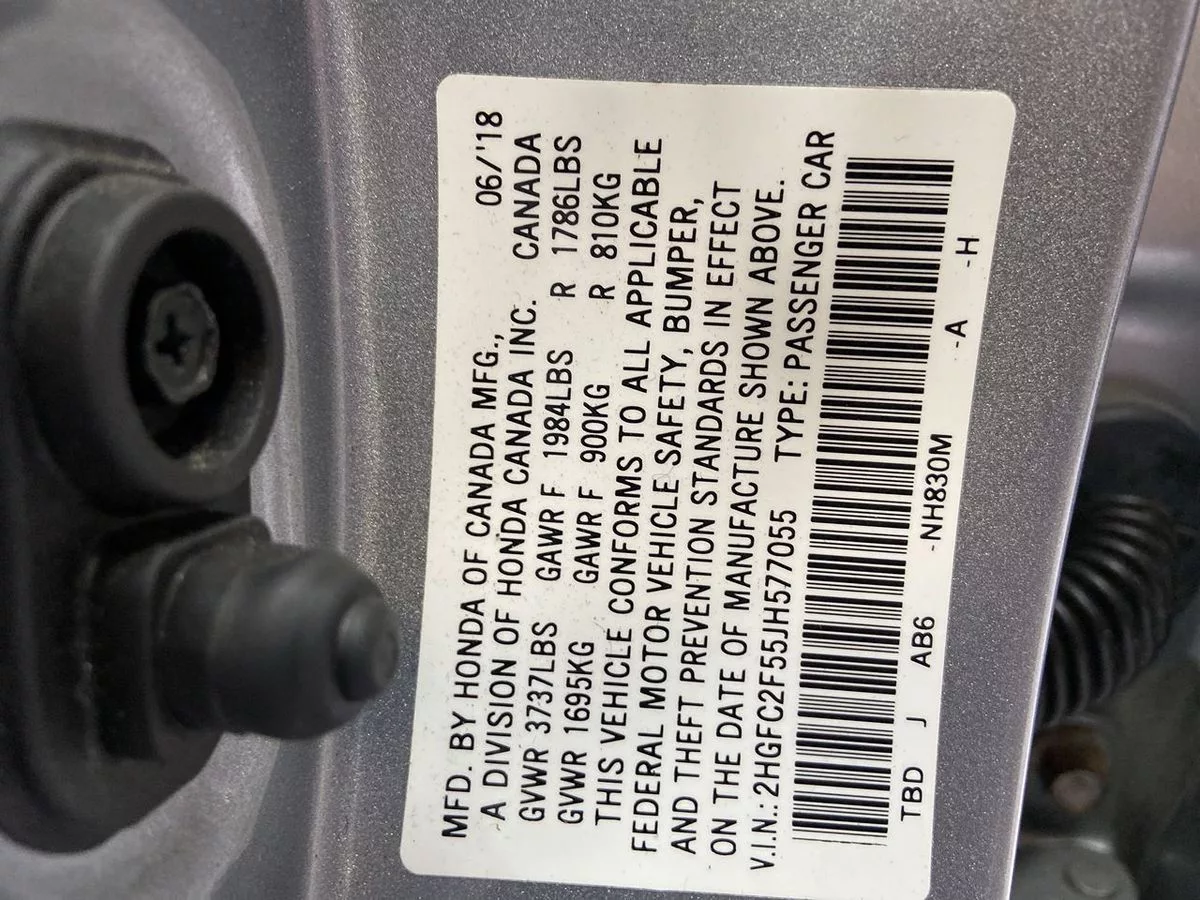 MFD. BY HONDA OF CANADA MFG., 06/'18
A DIVISION OF HONDA CANADA INC. CANADA
GVWR 3737LBS GAWR F 1984LBS R 1786LBS
GVWR 1695KG GAWR F 900KG R 810KG
THIS VEHICLE CONFORMS TO ALL APPLICABLE
FEDERAL MOTOR VEHICLE SAFETY, BUMPER,
AND THEFT PREVENTION STANDARDS IN EFFECT
ON THE DATE OF MANUFACTURE SHOWN ABOVE.
V.I.N.: 2HGFC2F55JH577055 TYPE: PASSENGER CAR
TBD J AB6 -NH830M -A -H